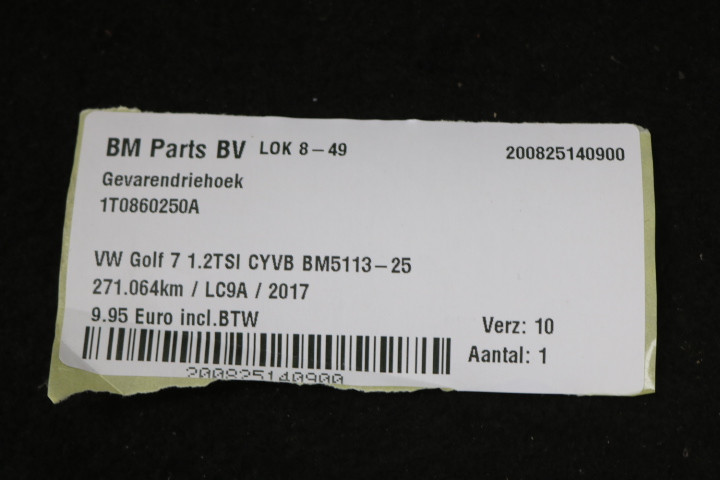 BM Parts BV LOK 8-49 200825140900
Gevarendriehoek
1T0860250A
VW Golf 7 1.2TSI CYVB BM5113-25
271.064km / LC9A / 2017
9.95 Euro incl.BTW Verz: 10
Aantal: 1
200825140900